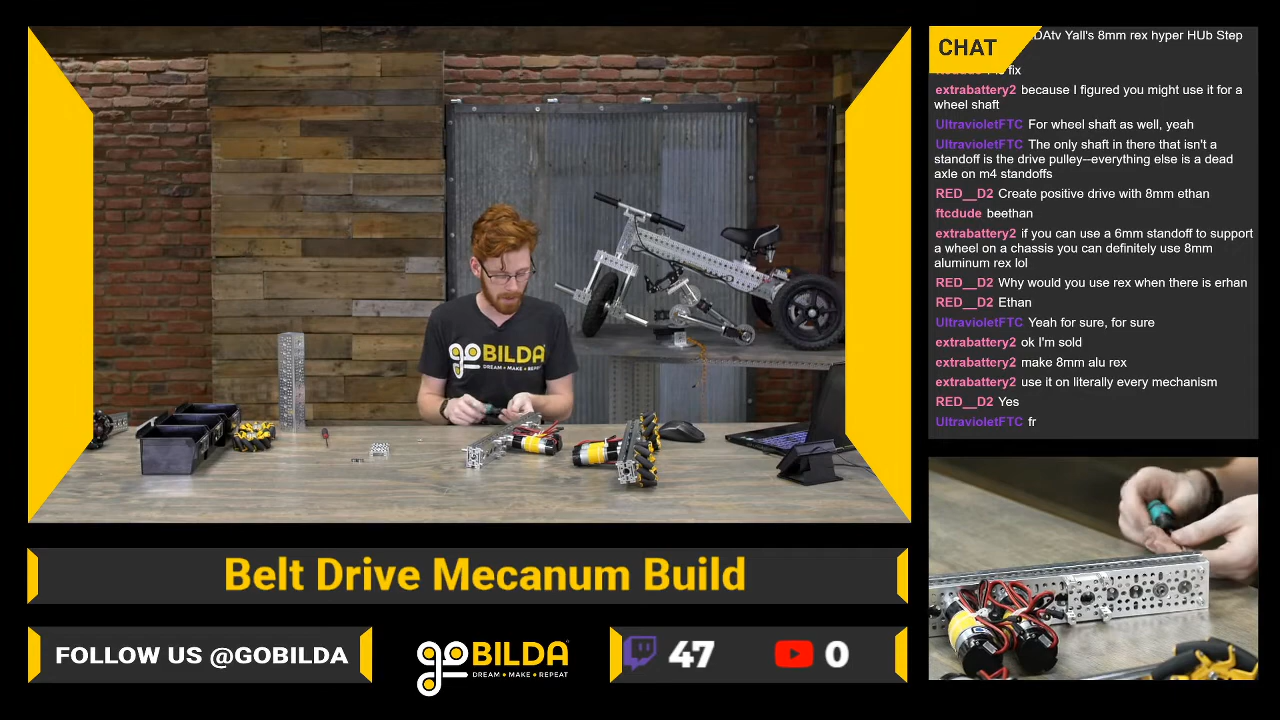 CHAT
DAtv Yall's 8mm rex hyper HUb Step
fix
extrabattery2 because I figured you might use it for a
wheel shaft
UltravioletFTC For wheel shaft as well, yeah
UltravioletFTC The only shaft in there that isn't a
standoff is the drive pulley--everything else is a dead
axle on m4 standoffs
RED__D2 Create positive drive with 8mm ethan
ftcdude beethan
extrabattery2 if you can use a 6mm standoff to support
a wheel on a chassis you can definitely use 8mm
aluminum rex lol
RED__D2 Why would you use rex when there is erhan
RED__D2 Ethan
UltravioletFTC Yeah for sure, for sure
extrabattery2 ok I'm sold
extrabattery2 make 8mm alu rex
extrabattery2 use it on literally every mechanism
RED__D2 Yes
UltravioletFTC fr
goBILDA
DREAM • MAKE • REPEAT
Belt Drive Mecanum Build
FOLLOW US @GOBILDA
goBILDA
DREAM • MAKE • REPEAT
47
0